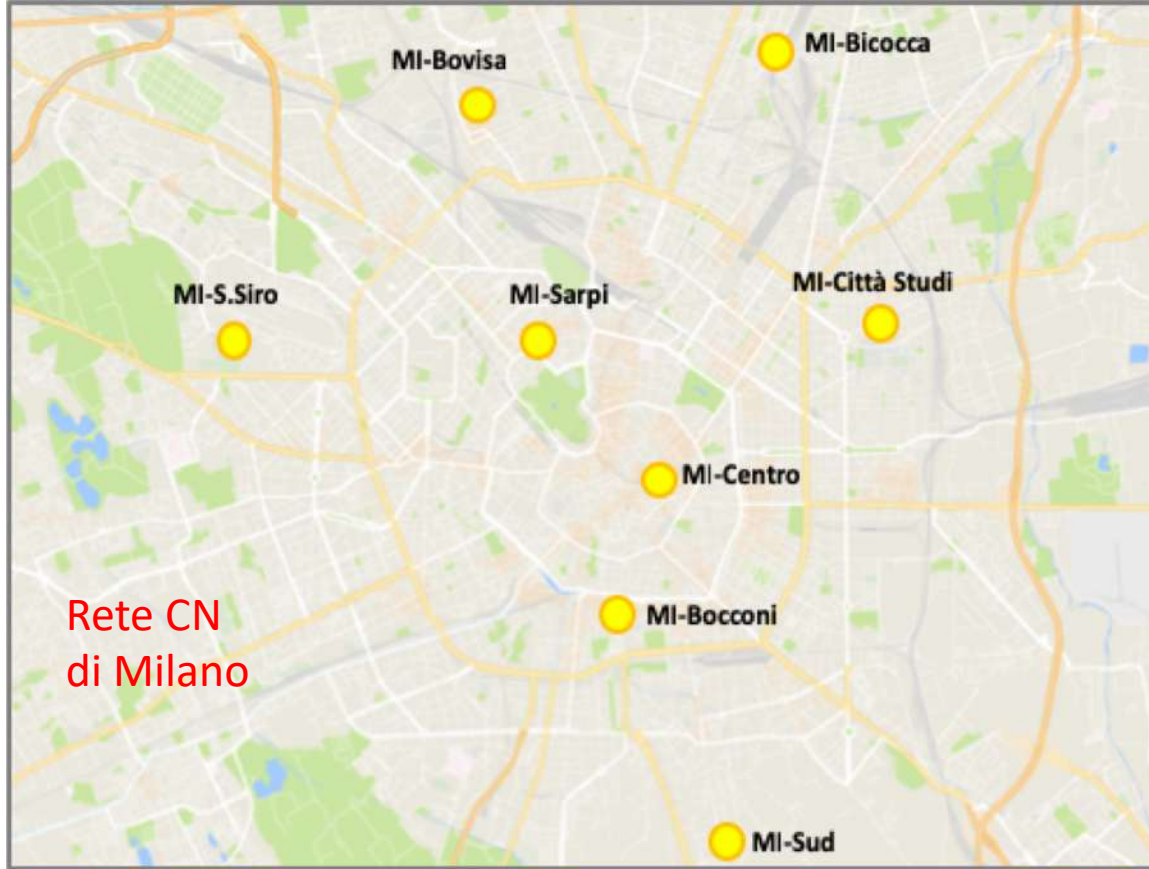 MI-Bicocca
MI-Bovisa
MI-Città Studi
MI-S.Siro
MI-Sarpi
MI-Centro
Rete CN
di Milano
MI-Bocconi
MI-Sud